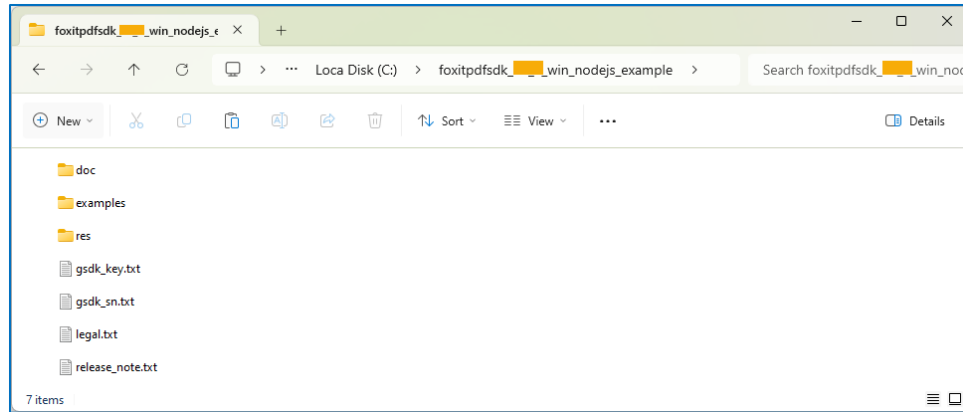 foxitpdfsdk_ _ _win_nodejs_e
Loca Disk (C:) > foxitpdfsdk_ _ _win_nodejs_example > Search foxitpdfsdk_ _ _win_nod
New Sort View ... Details
doc
examples
res
gsdk_key.txt
gsdk_sn.txt
legal.txt
release_note.txt
7 items